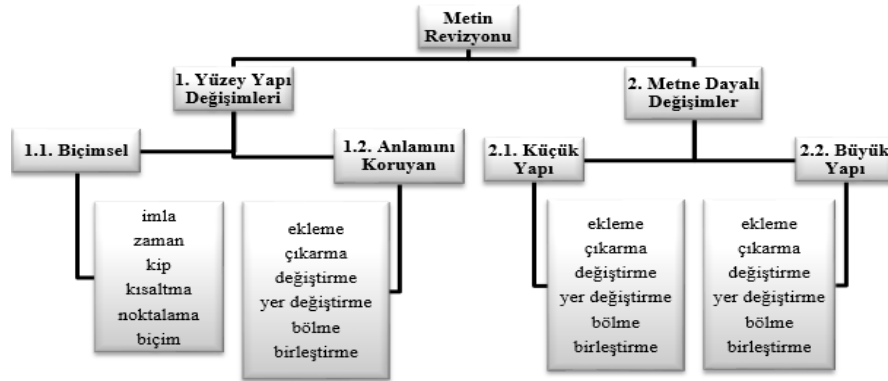 Metin
Revizyonu
1. Yüzey Yapı
Değişimleri
2. Metne Dayalı
Değişimler
1.1. Biçimsel
1.2. Anlamını
Koruyan
2.1. Küçük
Yapı
2.2. Büyük
Yapı
imla
zaman
kip
kısaltma
noktalama
biçim
ekleme
çıkarma
değiştirme
yer değiştirme
bölme
birleştirme
ekleme
çıkarma
değiştirme
yer değiştirme
bölme
birleştirme
ekleme
çıkarma
değiştirme
yer değiştirme
bölme
birleştirme